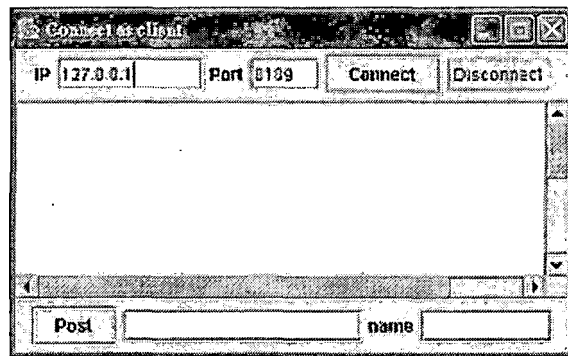 Connect as client
IP 127.0.0.1 Port 8189 Connect Disconnect
Post name